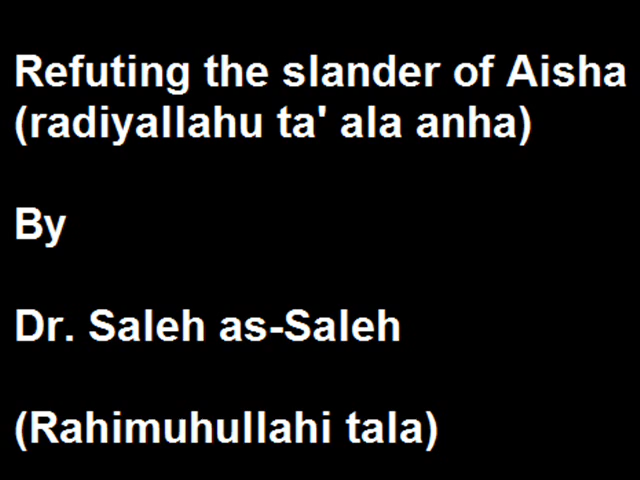 Refuting the slander of Aisha
(radiyallahu ta' ala anha)
By
Dr. Saleh as-Saleh
(Rahimuhullahi tala)